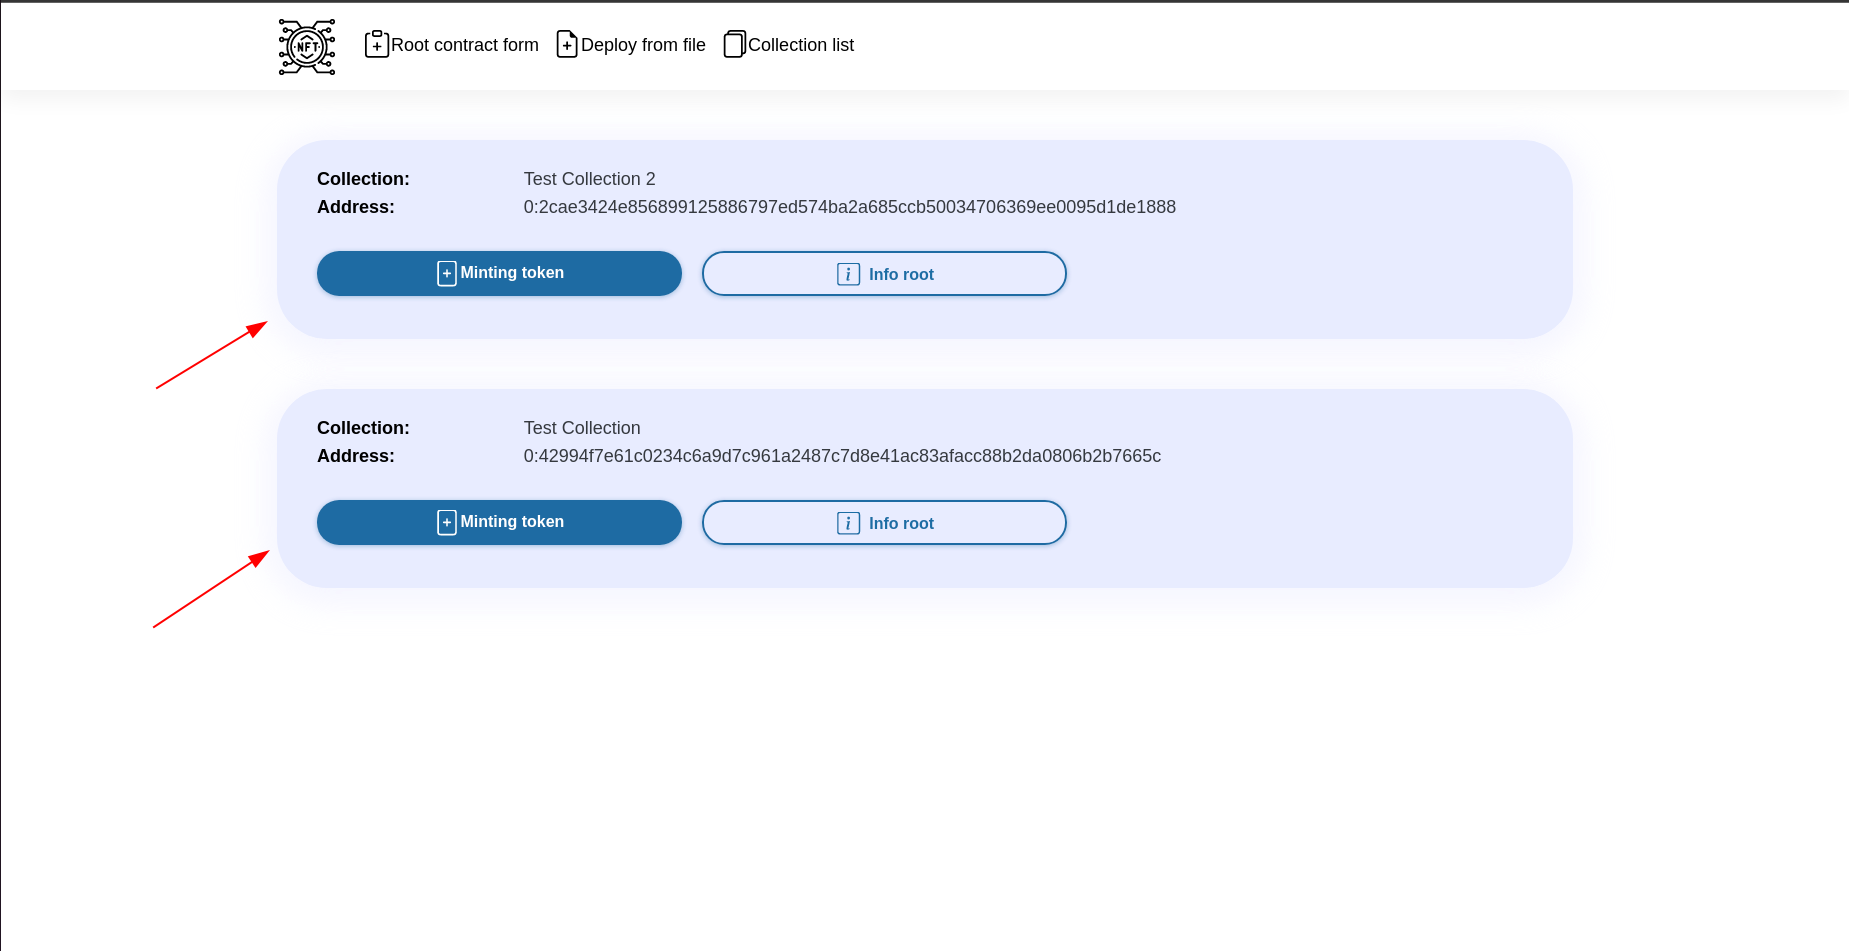 NFT
Root contract form Deploy from file Collection list
Collection: Test Collection 2
Address: 0:2cae3424e856899125886797ed574ba2a685ccb50034706369ee0095d1de1888
Minting token Info root
Collection: Test Collection
Address: 0:42994f7e61c0234c6a9d7c961a2487c7d8e41ac83afacc88b2da0806b2b7665c
Minting token Info root